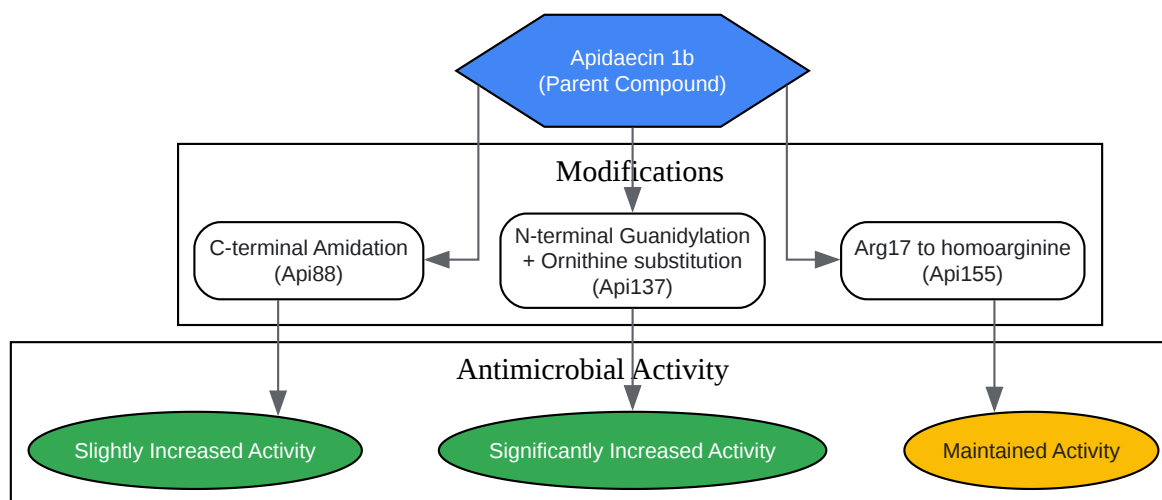 Apidaecin 1b
(Parent Compound)
Modifications
C-terminal Amidation
(Api88)
N-terminal Guanidylation
+ Ornithine substitution
(Api137)
Arg17 to homoarginine
(Api155)
Antimicrobial Activity
Slightly Increased Activity
Significantly Increased Activity
Maintained Activity